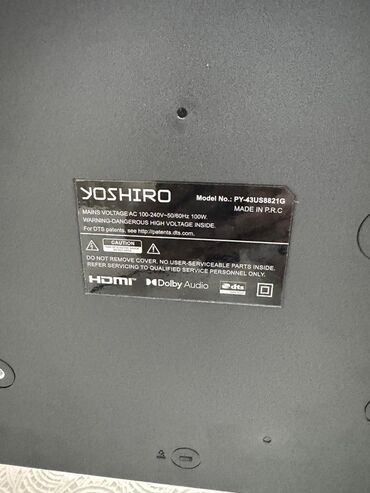 YOSHIRO
Model No.: PY-43US8821G
MAINS VOLTAGE AC 100-240V~50/60Hz 100W.
MADE IN P.R.C
WARNING-DANGEROUS HIGH VOLTAGE INSIDE.
For DTS patents, see http://patents.dts.com.
CAUTION
DO NOT REMOVE COVER. NO USER-SERVICEABLE PARTS INSIDE.
REFER SERVICING TO QUALIFIED SERVICE PERSONNEL ONLY.
HDMI Dolby Audio dts